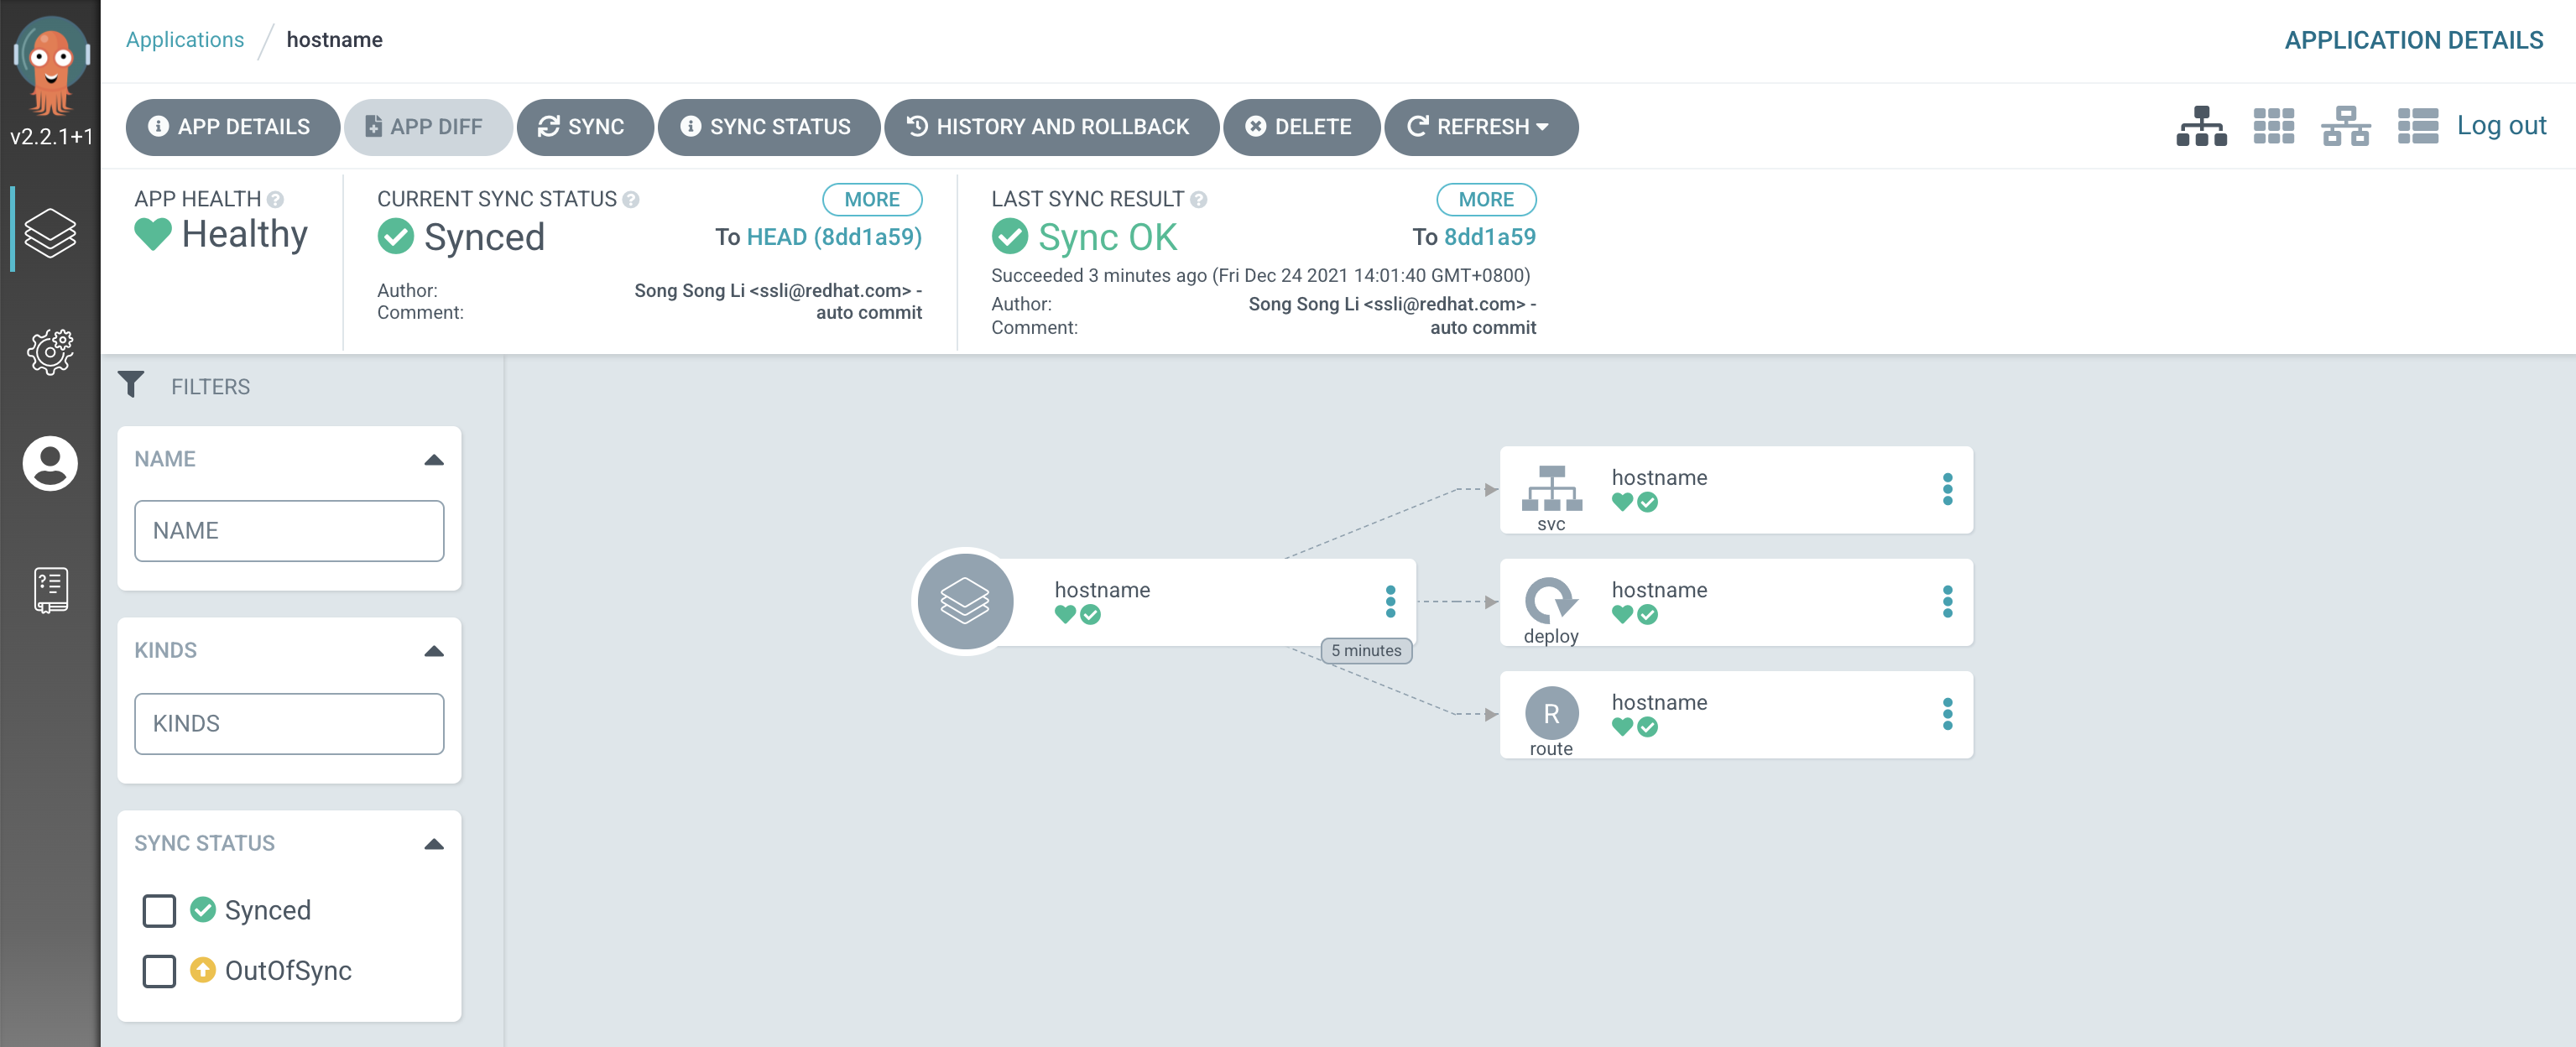 Applications / hostname
APPLICATION DETAILS
v2.2.1+1
APP DETAILS
APP DIFF
SYNC
SYNC STATUS
HISTORY AND ROLLBACK
DELETE
REFRESH
Log out
APP HEALTH
Healthy
CURRENT SYNC STATUS
MORE
Synced
To HEAD (8dd1a59)
Author: Song Song Li <ssli@redhat.com> -
Comment: auto commit
LAST SYNC RESULT
MORE
Sync OK
To 8dd1a59
Succeeded 3 minutes ago (Fri Dec 24 2021 14:01:40 GMT+0800)
Author: Song Song Li <ssli@redhat.com> -
Comment: auto commit
FILTERS
NAME
NAME
KINDS
KINDS
SYNC STATUS
Synced
OutOfSync
hostname
5 minutes
hostname
svc
hostname
deploy
hostname
R
route